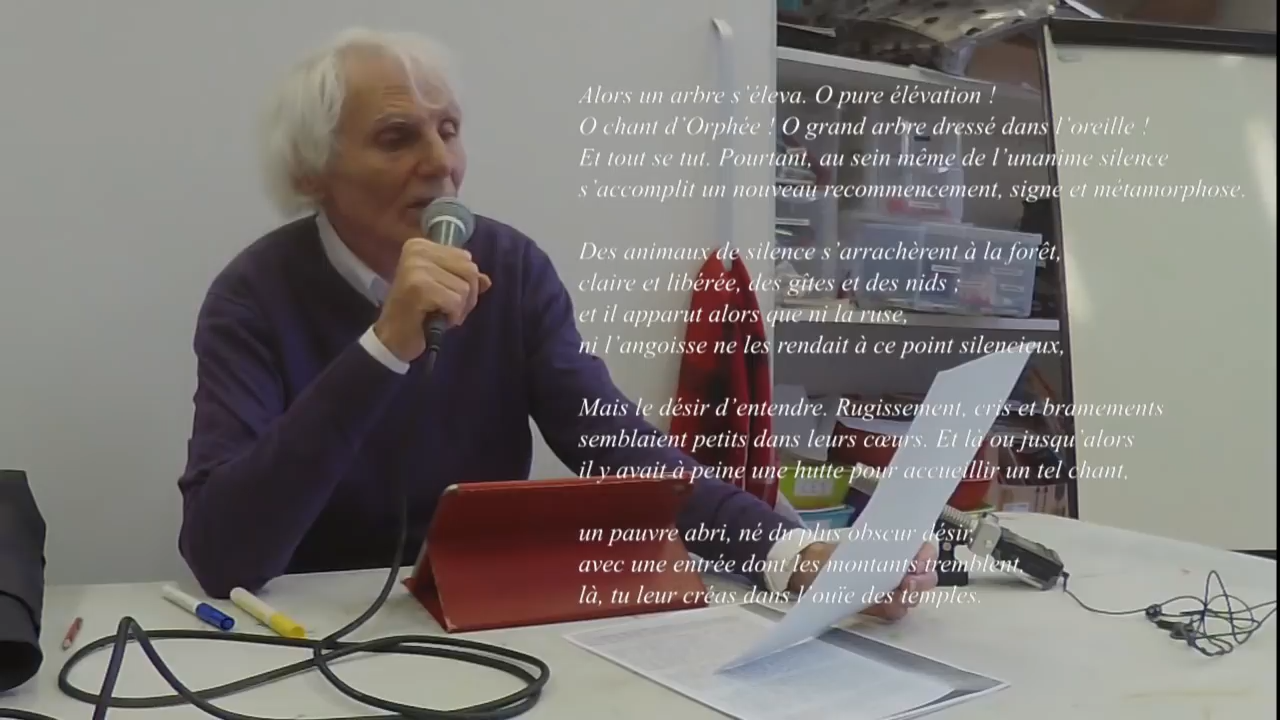 Alors un arbre s’éleva. O pure élévation !
O chant d’Orphée ! O grand arbre dressé dans l’oreille !
Et tout se tut. Pourtant, au sein même de l’unanime silence
s’accomplit un nouveau recommencement, signe et métamorphose.
Des animaux de silence s’arrachèrent à la forêt,
claire et libérée, des gîtes et des nids ;
et il apparut alors que ni la ruse,
ni l’angoisse ne les rendait à ce point silencieux,
Mais le désir d’entendre. Rugissement, cris et bramements
semblaient petits dans leurs cœurs. Et là ou jusqu’alors
il y avait à peine une hutte pour accueillir un tel chant,
un pauvre abri, né du plus obscur désir,
avec une entrée dont les montants tremblent,
là, tu leur créas dans l’ouïe des temples.